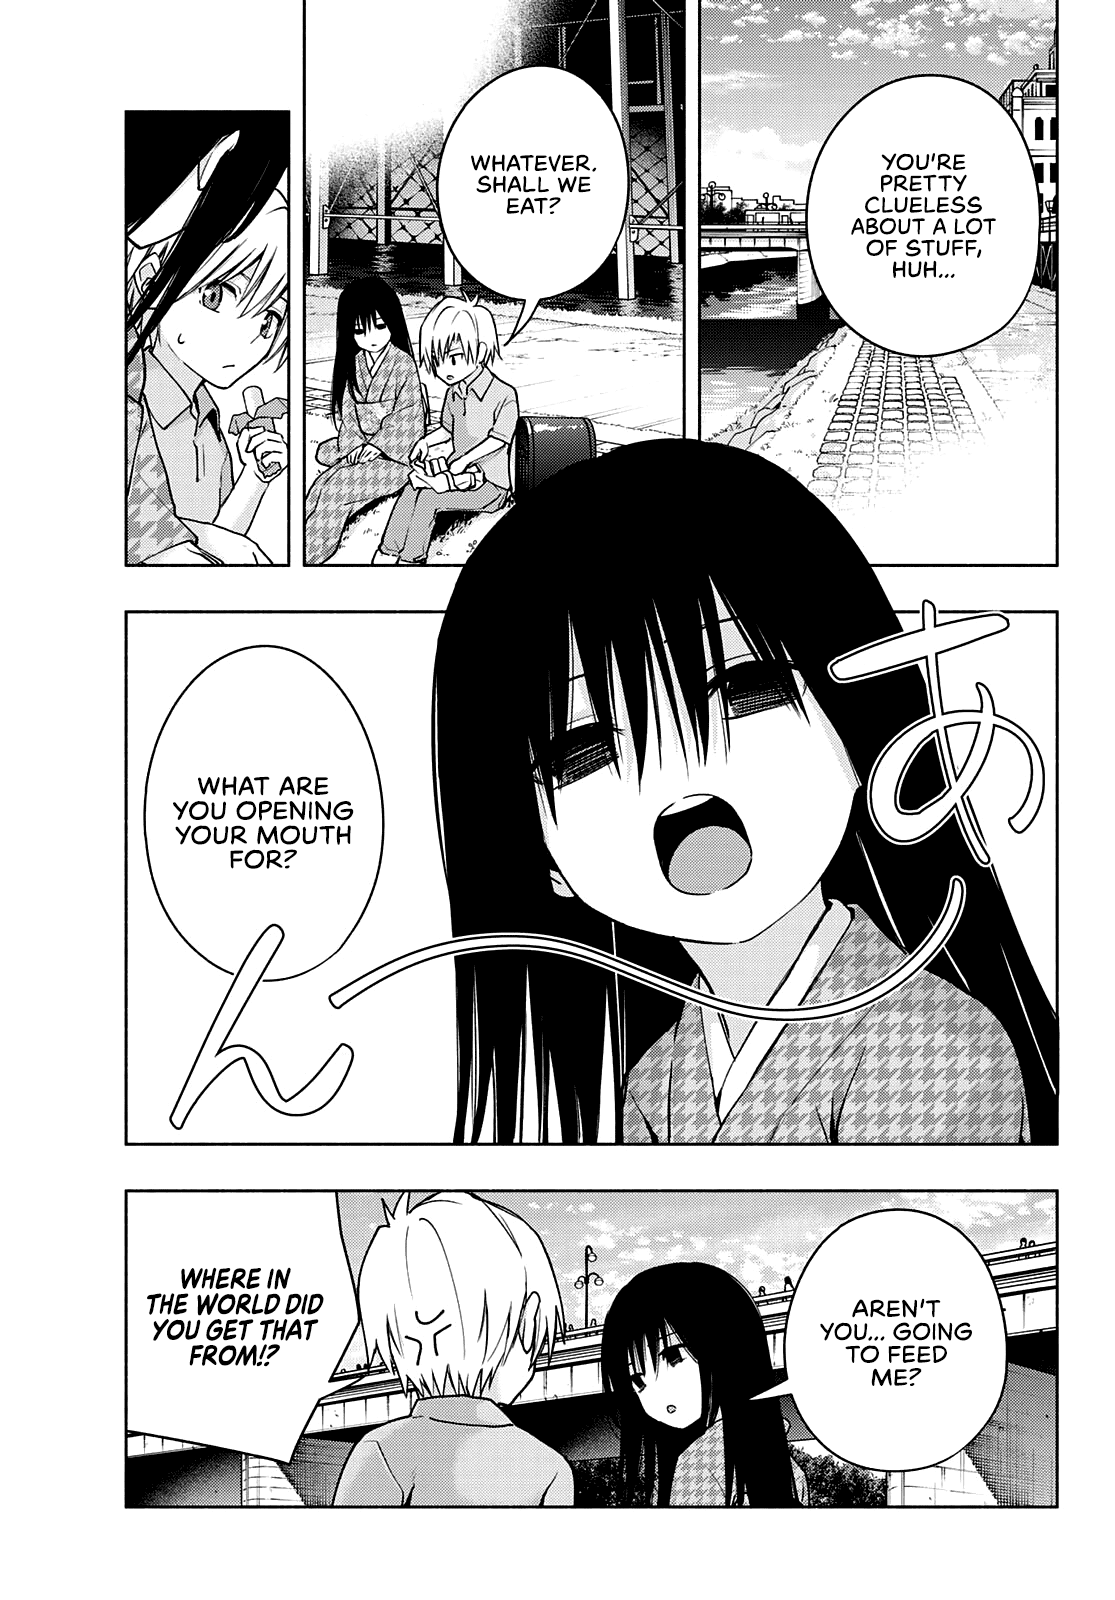 YOU'RE
PRETTY
CLUELESS
ABOUT A LOT
OF STUFF,
HUH...
WHATEVER.
SHALL WE
EAT?
あ
ー
ん
WHAT ARE
YOU OPENING
YOUR MOUTH
FOR?
AREN'T
YOU... GOING
TO FEED
ME?
WHERE IN
THE WORLD DID
YOU GET THAT
FROM!?